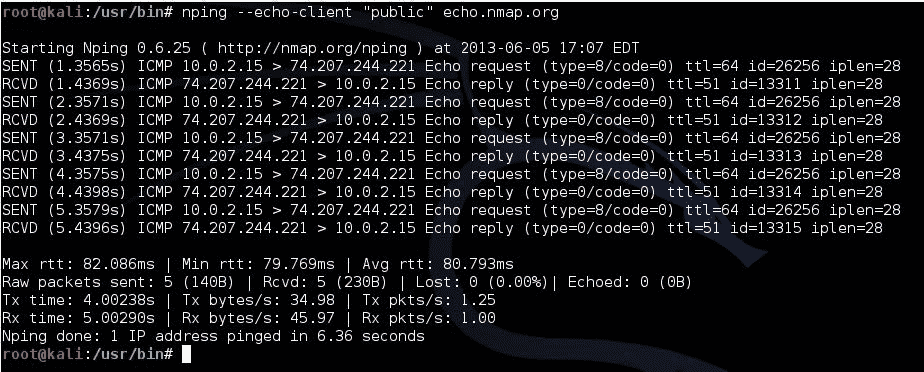 root@kali:/usr/bin# nping --echo-client "public" echo.nmap.org
Starting Nping 0.6.25 ( http://nmap.org/nping ) at 2013-06-05 17:07 EDT
SENT (1.3565s) ICMP 10.0.2.15 > 74.207.244.221 Echo request (type=8/code=0) ttl=64 id=26256 iplen=28
RCVD (1.4369s) ICMP 74.207.244.221 > 10.0.2.15 Echo reply (type=0/code=0) ttl=51 id=13311 iplen=28
SENT (2.3571s) ICMP 10.0.2.15 > 74.207.244.221 Echo request (type=8/code=0) ttl=64 id=26256 iplen=28
RCVD (2.4369s) ICMP 74.207.244.221 > 10.0.2.15 Echo reply (type=0/code=0) ttl=51 id=13312 iplen=28
SENT (3.3571s) ICMP 10.0.2.15 > 74.207.244.221 Echo request (type=8/code=0) ttl=64 id=26256 iplen=28
RCVD (3.4375s) ICMP 74.207.244.221 > 10.0.2.15 Echo reply (type=0/code=0) ttl=51 id=13313 iplen=28
SENT (4.3575s) ICMP 10.0.2.15 > 74.207.244.221 Echo request (type=8/code=0) ttl=64 id=26256 iplen=28
RCVD (4.4398s) ICMP 74.207.244.221 > 10.0.2.15 Echo reply (type=0/code=0) ttl=51 id=13314 iplen=28
SENT (5.3579s) ICMP 10.0.2.15 > 74.207.244.221 Echo request (type=8/code=0) ttl=64 id=26256 iplen=28
RCVD (5.4396s) ICMP 74.207.244.221 > 10.0.2.15 Echo reply (type=0/code=0) ttl=51 id=13315 iplen=28
Max rtt: 82.086ms | Min rtt: 79.769ms | Avg rtt: 80.793ms
Raw packets sent: 5 (140B) | Rcvd: 5 (230B) | Lost: 0 (0.00%)| Echoed: 0 (0B)
Tx time: 4.00238s | Tx bytes/s: 34.98 | Tx pkts/s: 1.25
Rx time: 5.00290s | Rx bytes/s: 45.97 | Rx pkts/s: 1.00
Nping done: 1 IP address pinged in 6.36 seconds
root@kali:/usr/bin#